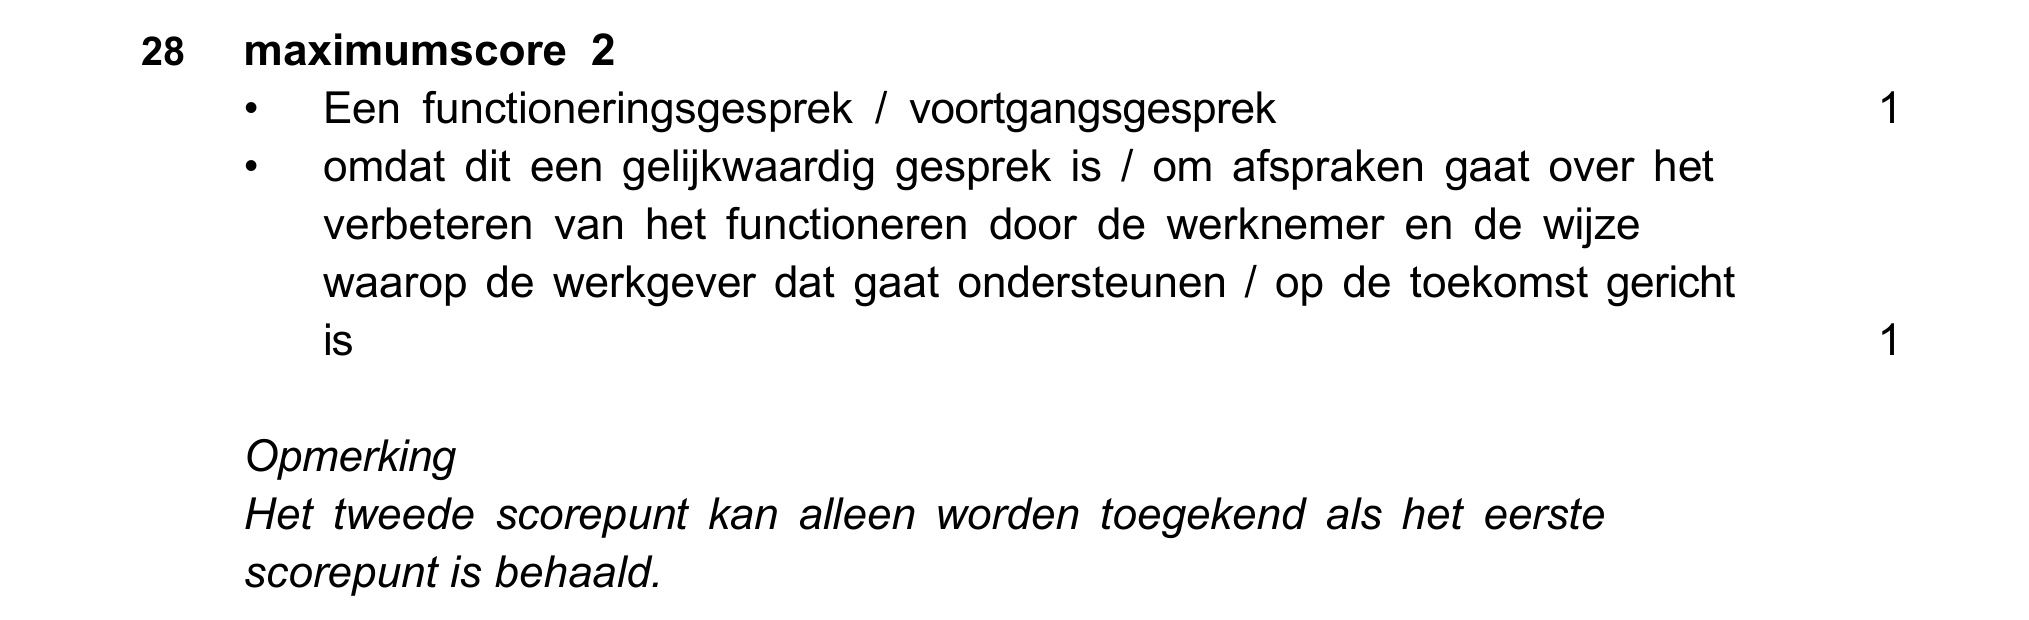 28 maximumscore 2
• Een functioneringsgesprek / voortgangsgesprek 1
• omdat dit een gelijkwaardig gesprek is / om afspraken gaat over het
verbeteren van het functioneren door de werknemer en de wijze
waarop de werkgever dat gaat ondersteunen / op de toekomst gericht
is 1
Opmerking
Het tweede scorepunt kan alleen worden toegekend als het eerste
scorepunt is behaald.